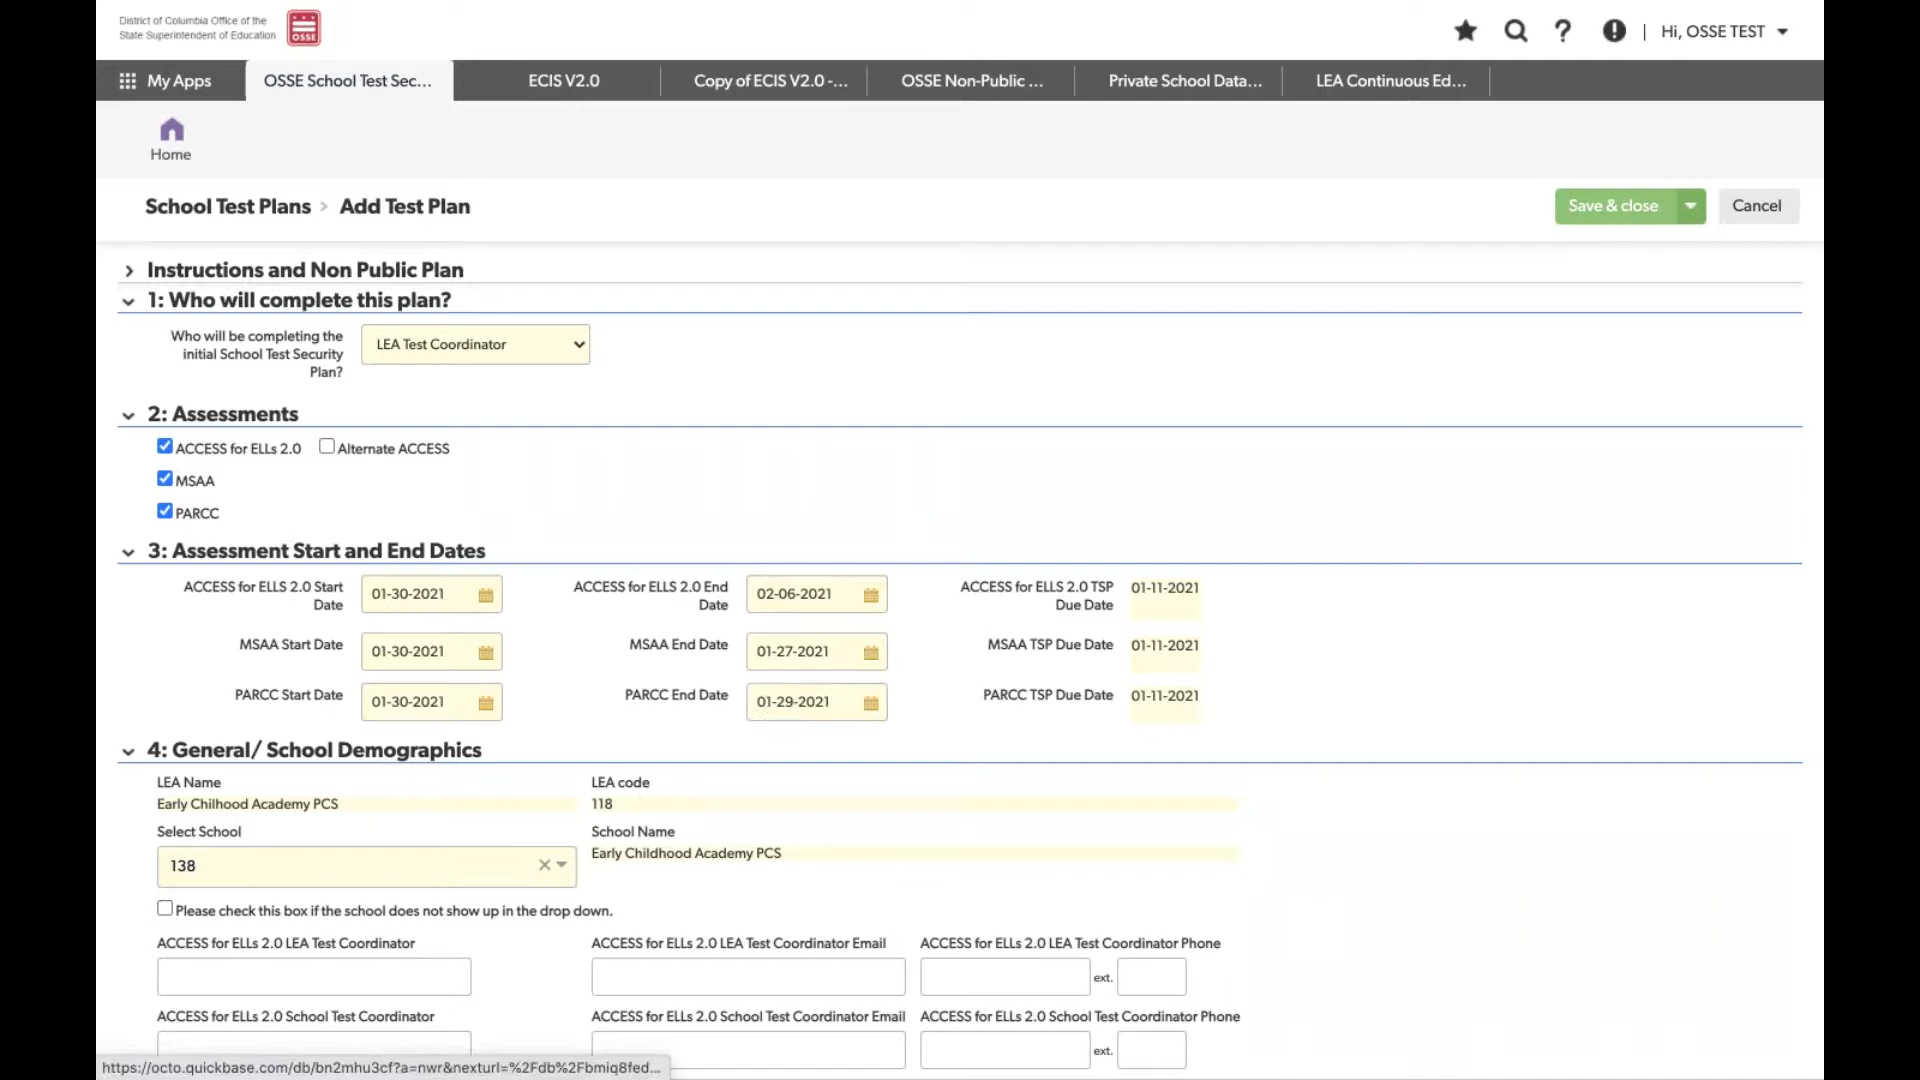 District of Columbia Office of the
State Superintendent of Education
OSSE
Hi, OSSE TEST
My Apps
OSSE School Test Sec...
ECIS V2.0
Copy of ECIS V2.0 -...
OSSE Non-Public ...
Private School Data...
LEA Continuous Ed...
Home
School Test Plans > Add Test Plan
Save & close
Cancel
Instructions and Non Public Plan
1: Who will complete this plan?
Who will be completing the
initial School Test Security
Plan?
LEA Test Coordinator
2: Assessments
ACCESS for ELLs 2.0
Alternate ACCESS
MSAA
PARCC
3: Assessment Start and End Dates
ACCESS for ELLS 2.0 Start
Date
01-30-2021
ACCESS for ELLS 2.0 End
Date
02-06-2021
ACCESS for ELLS 2.0 TSP
Due Date
01-11-2021
MSAA Start Date
01-30-2021
MSAA End Date
01-27-2021
MSAA TSP Due Date
01-11-2021
PARCC Start Date
01-30-2021
PARCC End Date
01-29-2021
PARCC TSP Due Date
01-11-2021
4: General/ School Demographics
LEA Name
LEA code
Early Chilhood Academy PCS
118
Select School
School Name
138
Early Childhood Academy PCS
Please check this box if the school does not show up in the drop down.
ACCESS for ELLs 2.0 LEA Test Coordinator
ACCESS for ELLs 2.0 LEA Test Coordinator Email
ACCESS for ELLs 2.0 LEA Test Coordinator Phone
ext.
ACCESS for ELLs 2.0 School Test Coordinator
ACCESS for ELLs 2.0 School Test Coordinator Email
ACCESS for ELLs 2.0 School Test Coordinator Phone
ext.
https://octo.quickbase.com/db/bn2mhu3cf?a=nwr&nexturl=%2Fdb%2Fbmiq8fed...